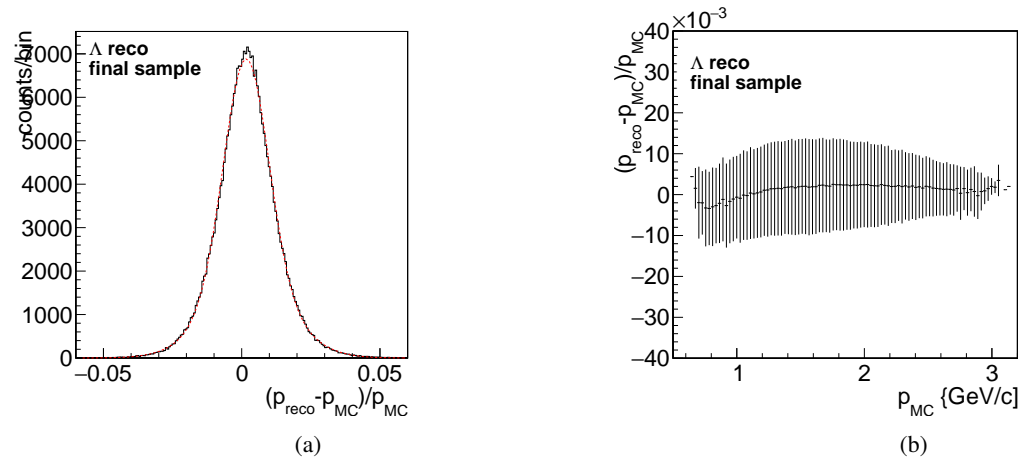 counts/bin
Λ reco
final sample
7000
6000
5000
4000
3000
2000
1000
0
−0.05
0
0.05
(p_reco-p_MC)/p_MC
(a)
(p_reco-p_MC)/p_MC
×10⁻³
Λ reco
final sample
40
30
20
10
0
−10
−20
−30
−40
1
2
3
p_MC {GeV/c]
(b)